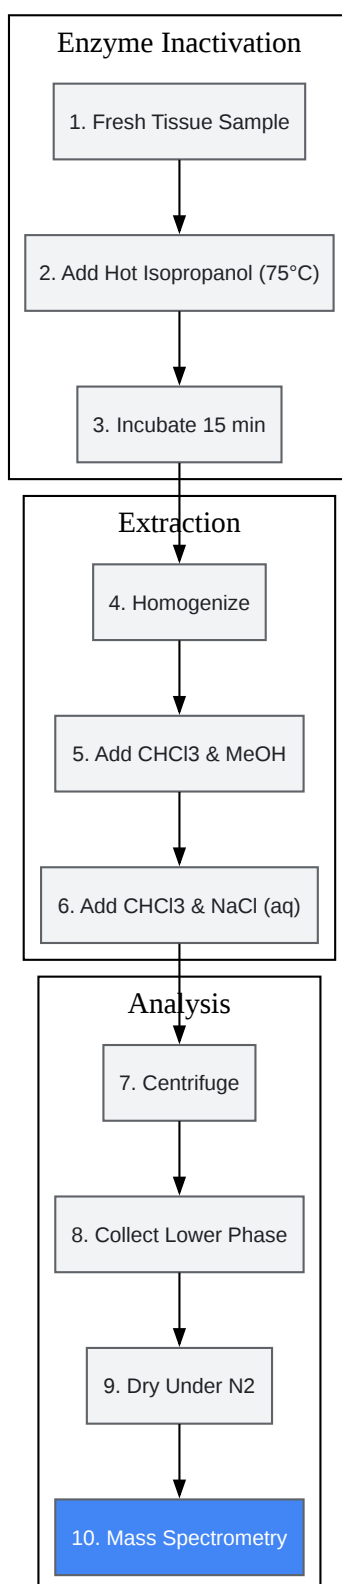 Enzyme Inactivation
1. Fresh Tissue Sample
2. Add Hot Isopropanol (75°C)
3. Incubate 15 min
Extraction
4. Homogenize
5. Add CHCl3 & MeOH
6. Add CHCl3 & NaCl (aq)
Analysis
7. Centrifuge
8. Collect Lower Phase
9. Dry Under N2
10. Mass Spectrometry